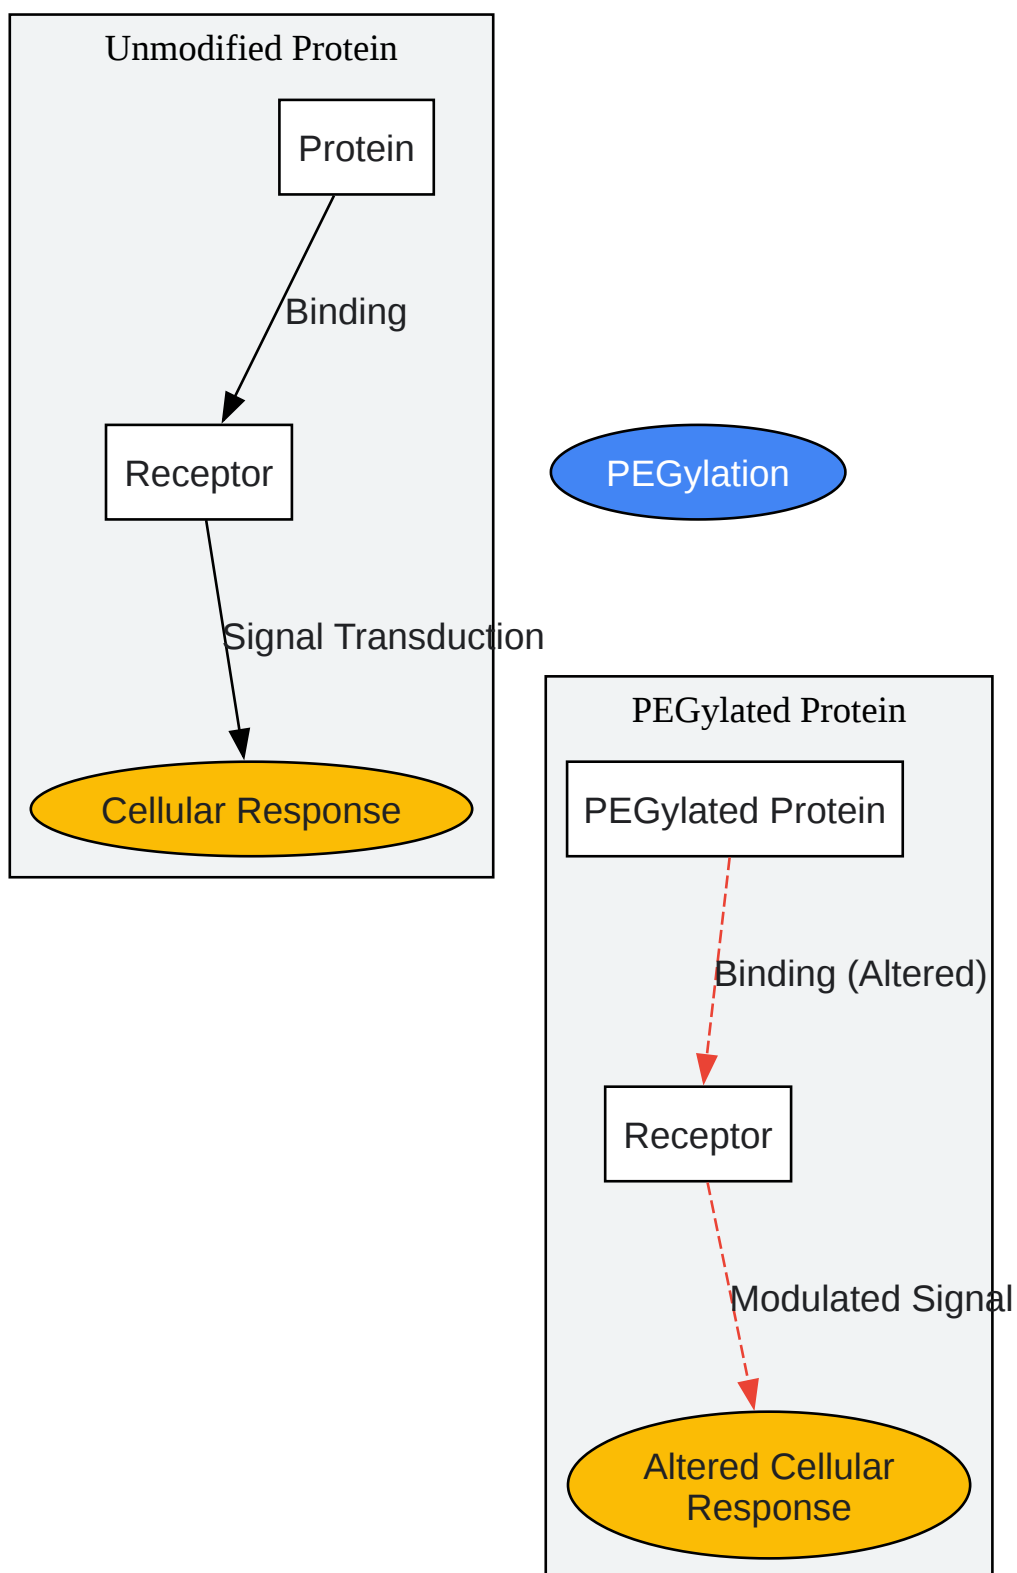 Unmodified Protein
Protein
Binding
Receptor
PEGylation
Signal Transduction
Cellular Response
PEGylated Protein
PEGylated Protein
Binding (Altered)
Receptor
Modulated Signal
Altered Cellular
Response